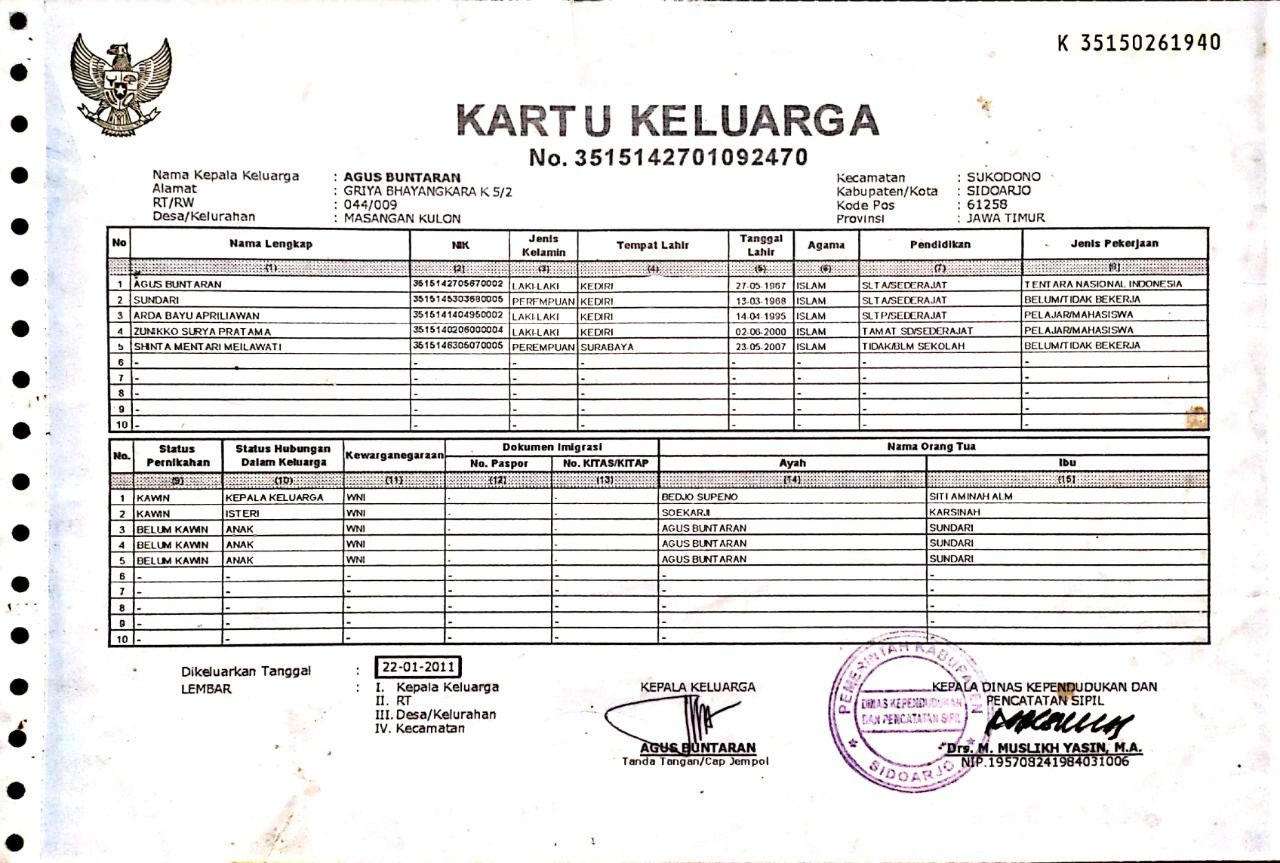 K 35150261940
KARTU KELUARGA
No. 3515142701092470
Nama Kepala Keluarga : AGUS BUNTARAN
Alamat : GRIYA BHAYANGKARA K 5/2
RT/RW : 044/009
Desa/Kelurahan : MASANGAN KULON
Kecamatan : SUKODONO
Kabupaten/Kota : SIDOARJO
Kode Pos : 61258
Provinsi : JAWA TIMUR
No Nama Lengkap NIK Jenis Kelamin Tempat Lahir Tanggal Lahir Agama Pendidikan Jenis Pekerjaan
(1) (2) (3) (4) (5) (6) (7) (8)
1 AGUS BUNTARAN 3515142705670002 LAKI-LAKI KEDIRI 27-05-1967 ISLAM SLTA/SEDERAJAT TENTARA NASIONAL INDONESIA
2 SUNDARI 3515145303680005 PEREMPUAN KEDIRI 13-03-1968 ISLAM SLTA/SEDERAJAT BELUM/TIDAK BEKERJA
3 ARDA BAYU APRILIAWAN 3515141404950002 LAKI-LAKI KEDIRI 14-04-1995 ISLAM SLTP/SEDERAJAT PELAJAR/MAHASISWA
4 ZUNIKKO SURYA PRATAMA 3515140206000004 LAKI-LAKI KEDIRI 02-06-2000 ISLAM TAMAT SD/SEDERAJAT PELAJAR/MAHASISWA
5 SHINTA MENTARI MEILAWATI 3515146305070005 PEREMPUAN SURABAYA 23-05-2007 ISLAM TIDAK/BLM SEKOLAH BELUM/TIDAK BEKERJA
6 - - - - - - - -
7 - - - - - - - -
8 - - - - - - - -
9 - - - - - - - -
10 - - - - - - - -
No. Status Pernikahan Status Hubungan Dalam Keluarga Kewarganegaraan Dokumen Imigrasi Nama Orang Tua
No. Paspor No. KITAS/KITAP Ayah Ibu
(9) (10) (11) (12) (13) (14) (15)
1 KAWIN KEPALA KELUARGA WNI - - BEDJO SUPENO SITI AMINAH ALM
2 KAWIN ISTERI WNI - - SOEKARJI KARSINAH
3 BELUM KAWIN ANAK WNI - - AGUS BUNTARAN SUNDARI
4 BELUM KAWIN ANAK WNI - - AGUS BUNTARAN SUNDARI
5 BELUM KAWIN ANAK WNI - - AGUS BUNTARAN SUNDARI
6 - - - - - - -
7 - - - - - - -
8 - - - - - - -
9 - - - - - - -
10 - - - - - - -
Dikeluarkan Tanggal : 22-01-2011
LEMBAR : I. Kepala Keluarga
II. RT
III. Desa/Kelurahan
IV. Kecamatan
KEPALA KELUARGA
AGUS BUNTARAN
Tanda Tangan/Cap Jempol
PEMERINTAH KABUPATEN
DINAS KEPENDUDUKAN
DAN PENCATATAN SIPIL
SIDOARJO
KEPALA DINAS KEPENDUDUKAN DAN
PENCATATAN SIPIL
Drs. M. MUSLIKH YASIN, M.A.
NIP.195708241984031006